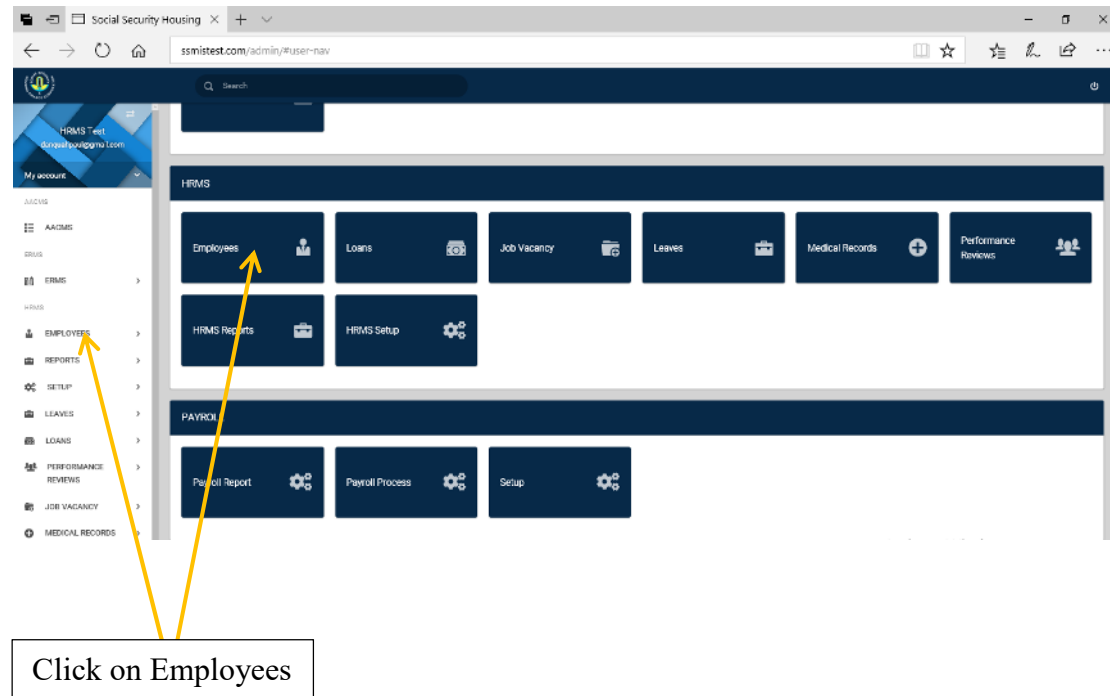 Social Security Housing
ssmistest.com/admin/#user-nav
Search
HRMS Test
My account
HRMS
AACMS
AACMS
ERMS
ERMS
HRMS
EMPLOYEES
REPORTS
SETUP
LEAVES
LOANS
PERFORMANCE
REVIEWS
JOB VACANCY
MEDICAL RECORDS
Employees
Loans
Job Vacancy
Leaves
Medical Records
Performance
Reviews
HRMS Reports
HRMS Setup
PAYROLL
Payroll Report
Payroll Process
Setup
Click on Employees